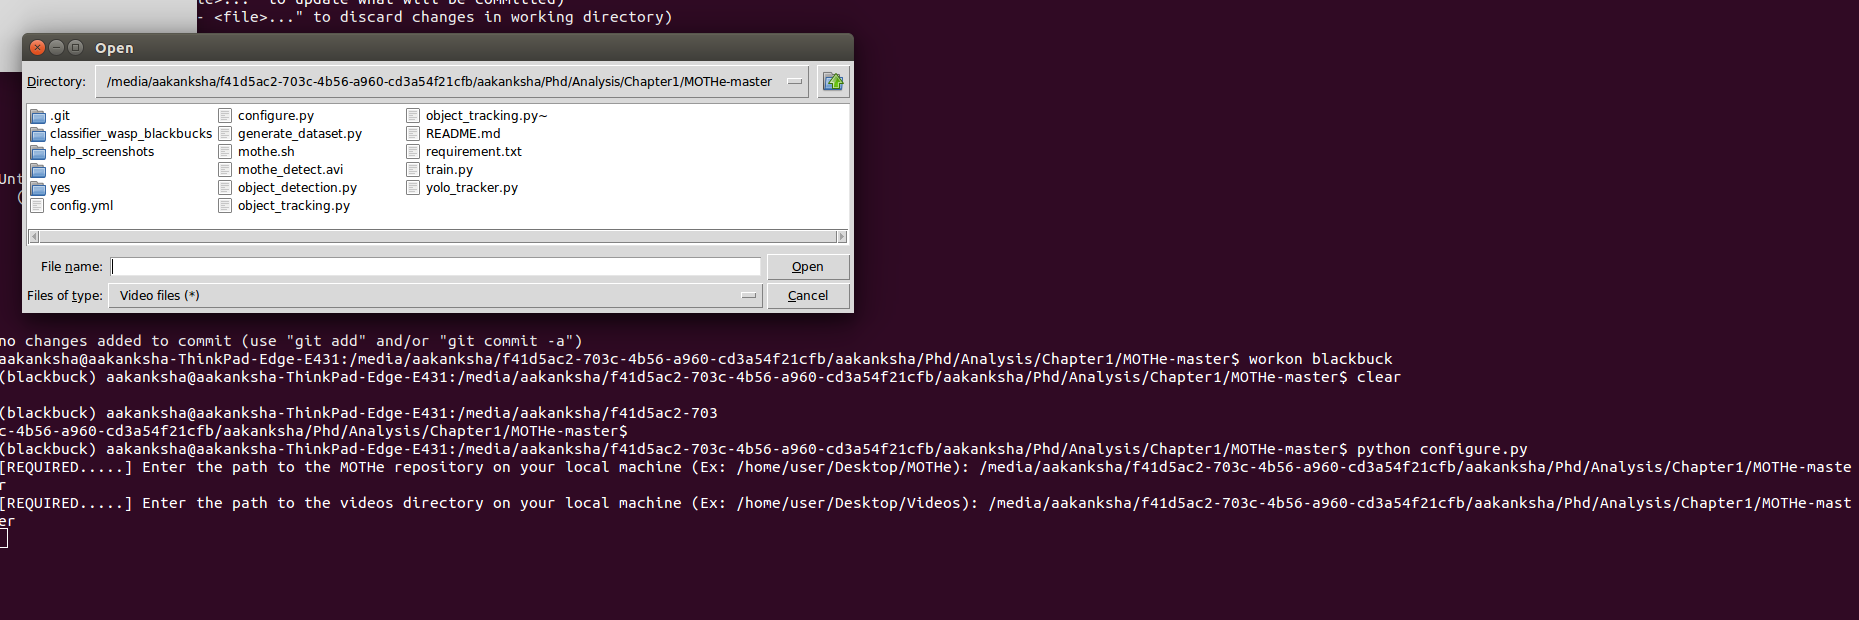 le>..." to update what will be committed)
- <file>..." to discard changes in working directory)
Open
Directory: /media/aakanksha/f41d5ac2-703c-4b56-a960-cd3a54f21cfb/aakanksha/Phd/Analysis/Chapter1/MOTHe-master
.git configure.py object_tracking.py~
classifier_wasp_blackbucks generate_dataset.py README.md
help_screenshots mothe.sh requirement.txt
no mothe_detect.avi train.py
Unt
yes object_detection.py yolo_tracker.py
(
config.yml object_tracking.py
File name: Open
Files of type: Video files (*) Cancel
no changes added to commit (use "git add" and/or "git commit -a")
aakanksha@aakanksha-ThinkPad-Edge-E431:/media/aakanksha/f41d5ac2-703c-4b56-a960-cd3a54f21cfb/aakanksha/Phd/Analysis/Chapter1/MOTHe-master$ workon blackbuck
(blackbuck) aakanksha@aakanksha-ThinkPad-Edge-E431:/media/aakanksha/f41d5ac2-703c-4b56-a960-cd3a54f21cfb/aakanksha/Phd/Analysis/Chapter1/MOTHe-master$ clear
(blackbuck) aakanksha@aakanksha-ThinkPad-Edge-E431:/media/aakanksha/f41d5ac2-703
c-4b56-a960-cd3a54f21cfb/aakanksha/Phd/Analysis/Chapter1/MOTHe-master$
(blackbuck) aakanksha@aakanksha-ThinkPad-Edge-E431:/media/aakanksha/f41d5ac2-703c-4b56-a960-cd3a54f21cfb/aakanksha/Phd/Analysis/Chapter1/MOTHe-master$ python configure.py
[REQUIRED.....] Enter the path to the MOTHe repository on your local machine (Ex: /home/user/Desktop/MOTHe): /media/aakanksha/f41d5ac2-703c-4b56-a960-cd3a54f21cfb/aakanksha/Phd/Analysis/Chapter1/MOTHe-maste
r
[REQUIRED.....] Enter the path to the videos directory on your local machine (Ex: /home/user/Desktop/Videos): /media/aakanksha/f41d5ac2-703c-4b56-a960-cd3a54f21cfb/aakanksha/Phd/Analysis/Chapter1/MOTHe-mast
er